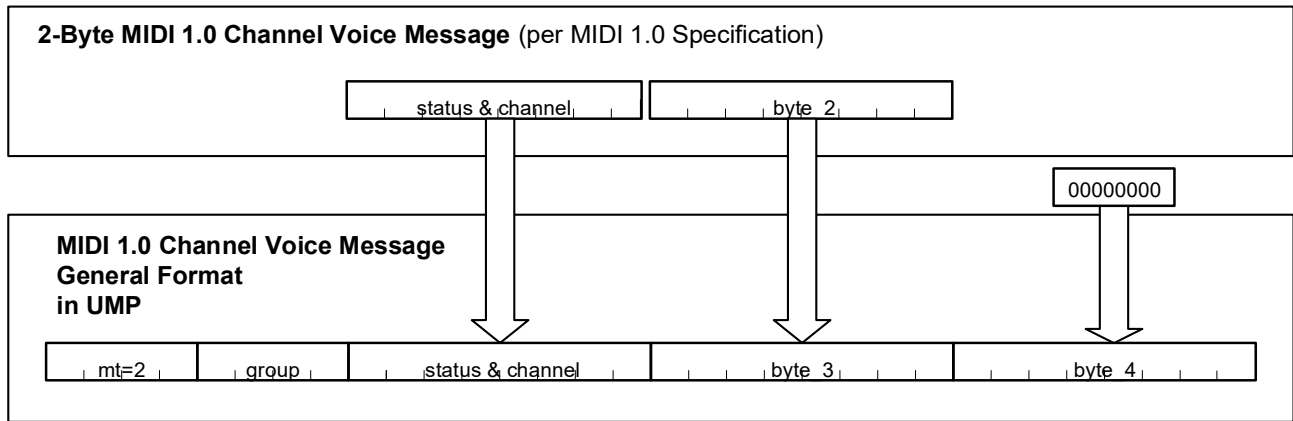 2-Byte MIDI 1.0 Channel Voice Message (per MIDI 1.0 Specification)
status & channel byte 2
00000000
MIDI 1.0 Channel Voice Message
General Format
in UMP
mt=2 group status & channel byte 3 byte 4